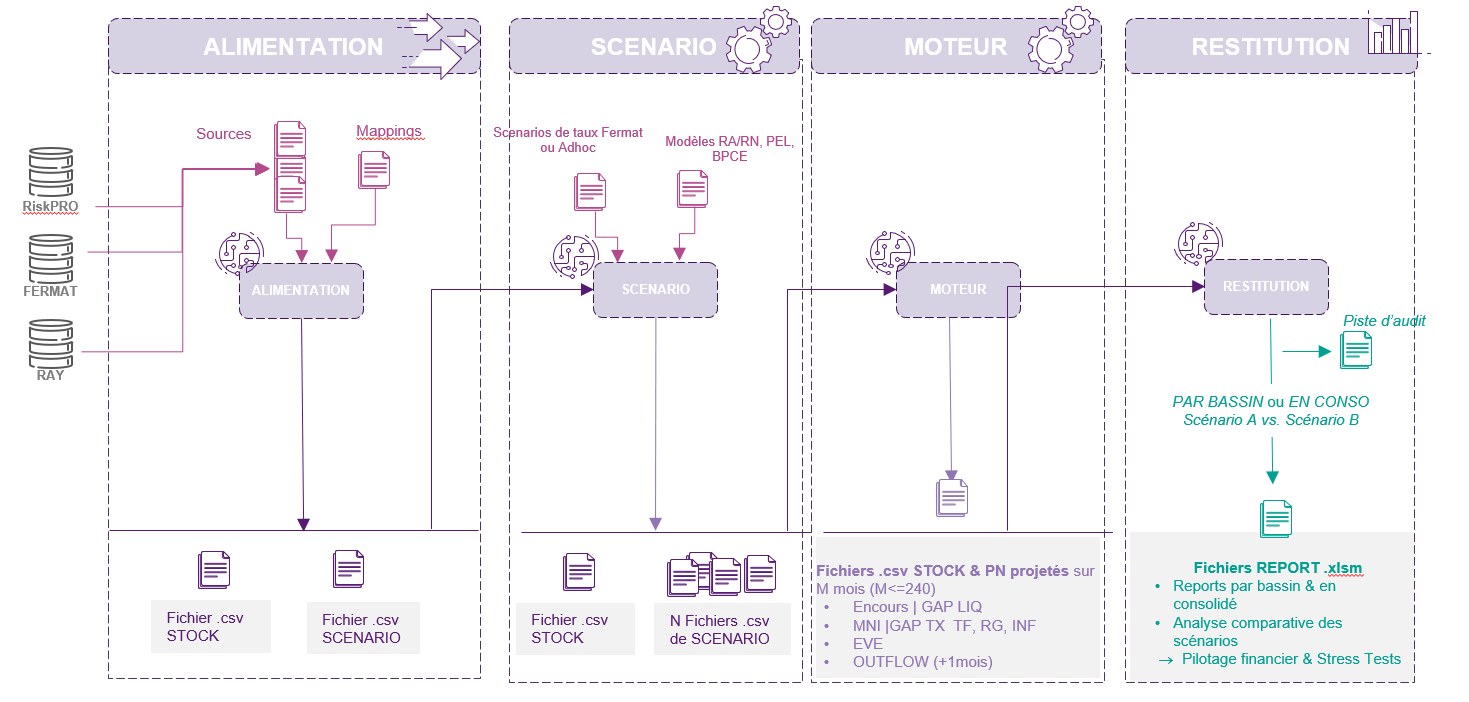 ALIMENTATION
SCENARIO
MOTEUR
RESTITUTION
RiskPRO
FERMAT
RAY
Sources
Mappings
ALIMENTATION
Fichier .csv
STOCK
Fichier .csv
SCENARIO
Scenarios de taux Fermat
ou Adhoc
Modèles RA/RN, PEL,
BPCE
SCENARIO
Fichier .csv
STOCK
N Fichiers .csv
de SCENARIO
MOTEUR
Fichiers .csv STOCK & PN projetés sur
M mois (M<=240)
• Encours | GAP LIQ
• MNI |GAP TX TF, RG, INF
• EVE
• OUTFLOW (+1mois)
RESTITUTION
Piste d’audit
PAR BASSIN ou EN CONSO
Scénario A vs. Scénario B
Fichiers REPORT .xlsm
• Reports par bassin & en
consolidé
• Analyse comparative des
scénarios
→ Pilotage financier & Stress Tests